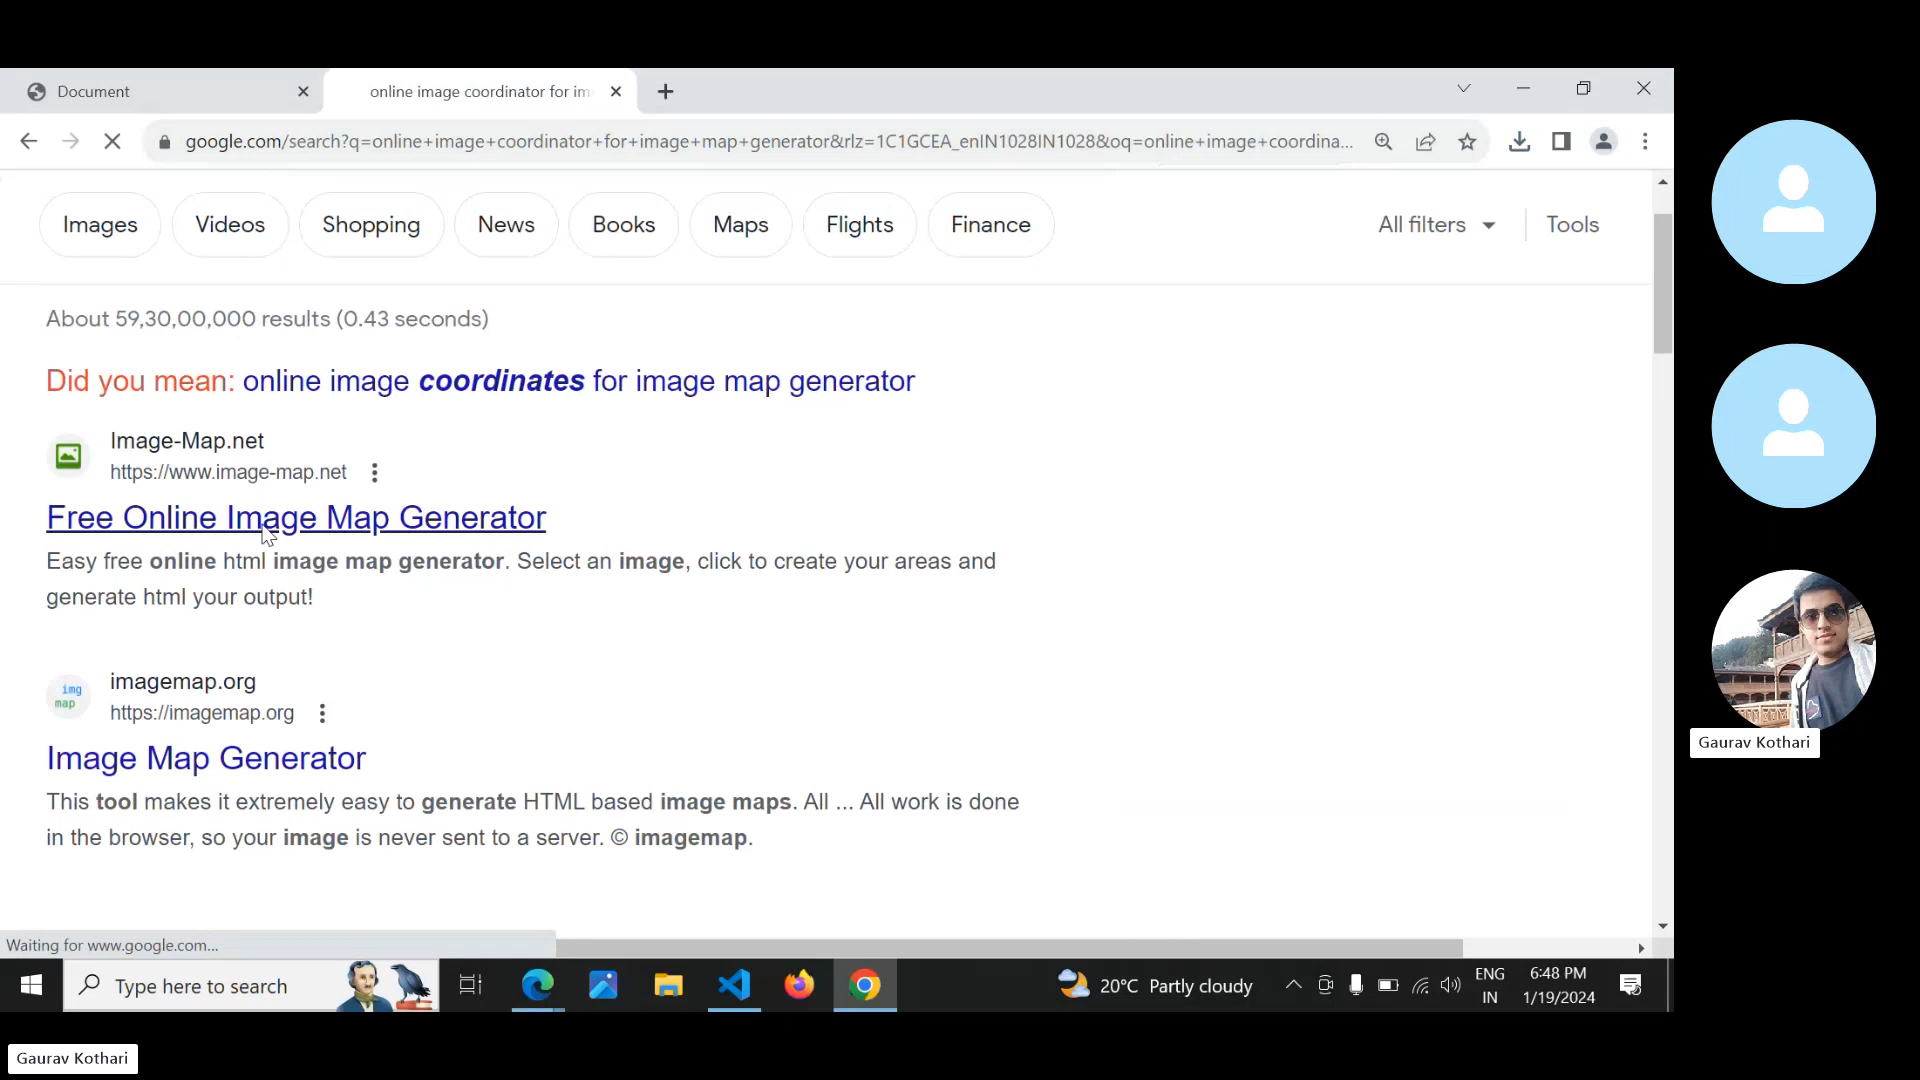 Document
online image coordinator for im
google.com/search?q=online+image+coordinator+for+image+map+generator&rlz=1C1GCEA_enIN1028IN1028&oq=online+image+coordina...
Images Videos Shopping News Books Maps Flights Finance All filters Tools
About 59,30,00,000 results (0.43 seconds)
Did you mean: online image coordinates for image map generator
Image-Map.net
https://www.image-map.net
Free Online Image Map Generator
Easy free online html image map generator. Select an image, click to create your areas and
generate html your output!
img
map
imagemap.org
https://imagemap.org
Image Map Generator
This tool makes it extremely easy to generate HTML based image maps. All ... All work is done
in the browser, so your image is never sent to a server. © imagemap.
Waiting for www.google.com...
Type here to search
20°C Partly cloudy
ENG
IN
6:48 PM
1/19/2024
Gaurav Kothari
Gaurav Kothari